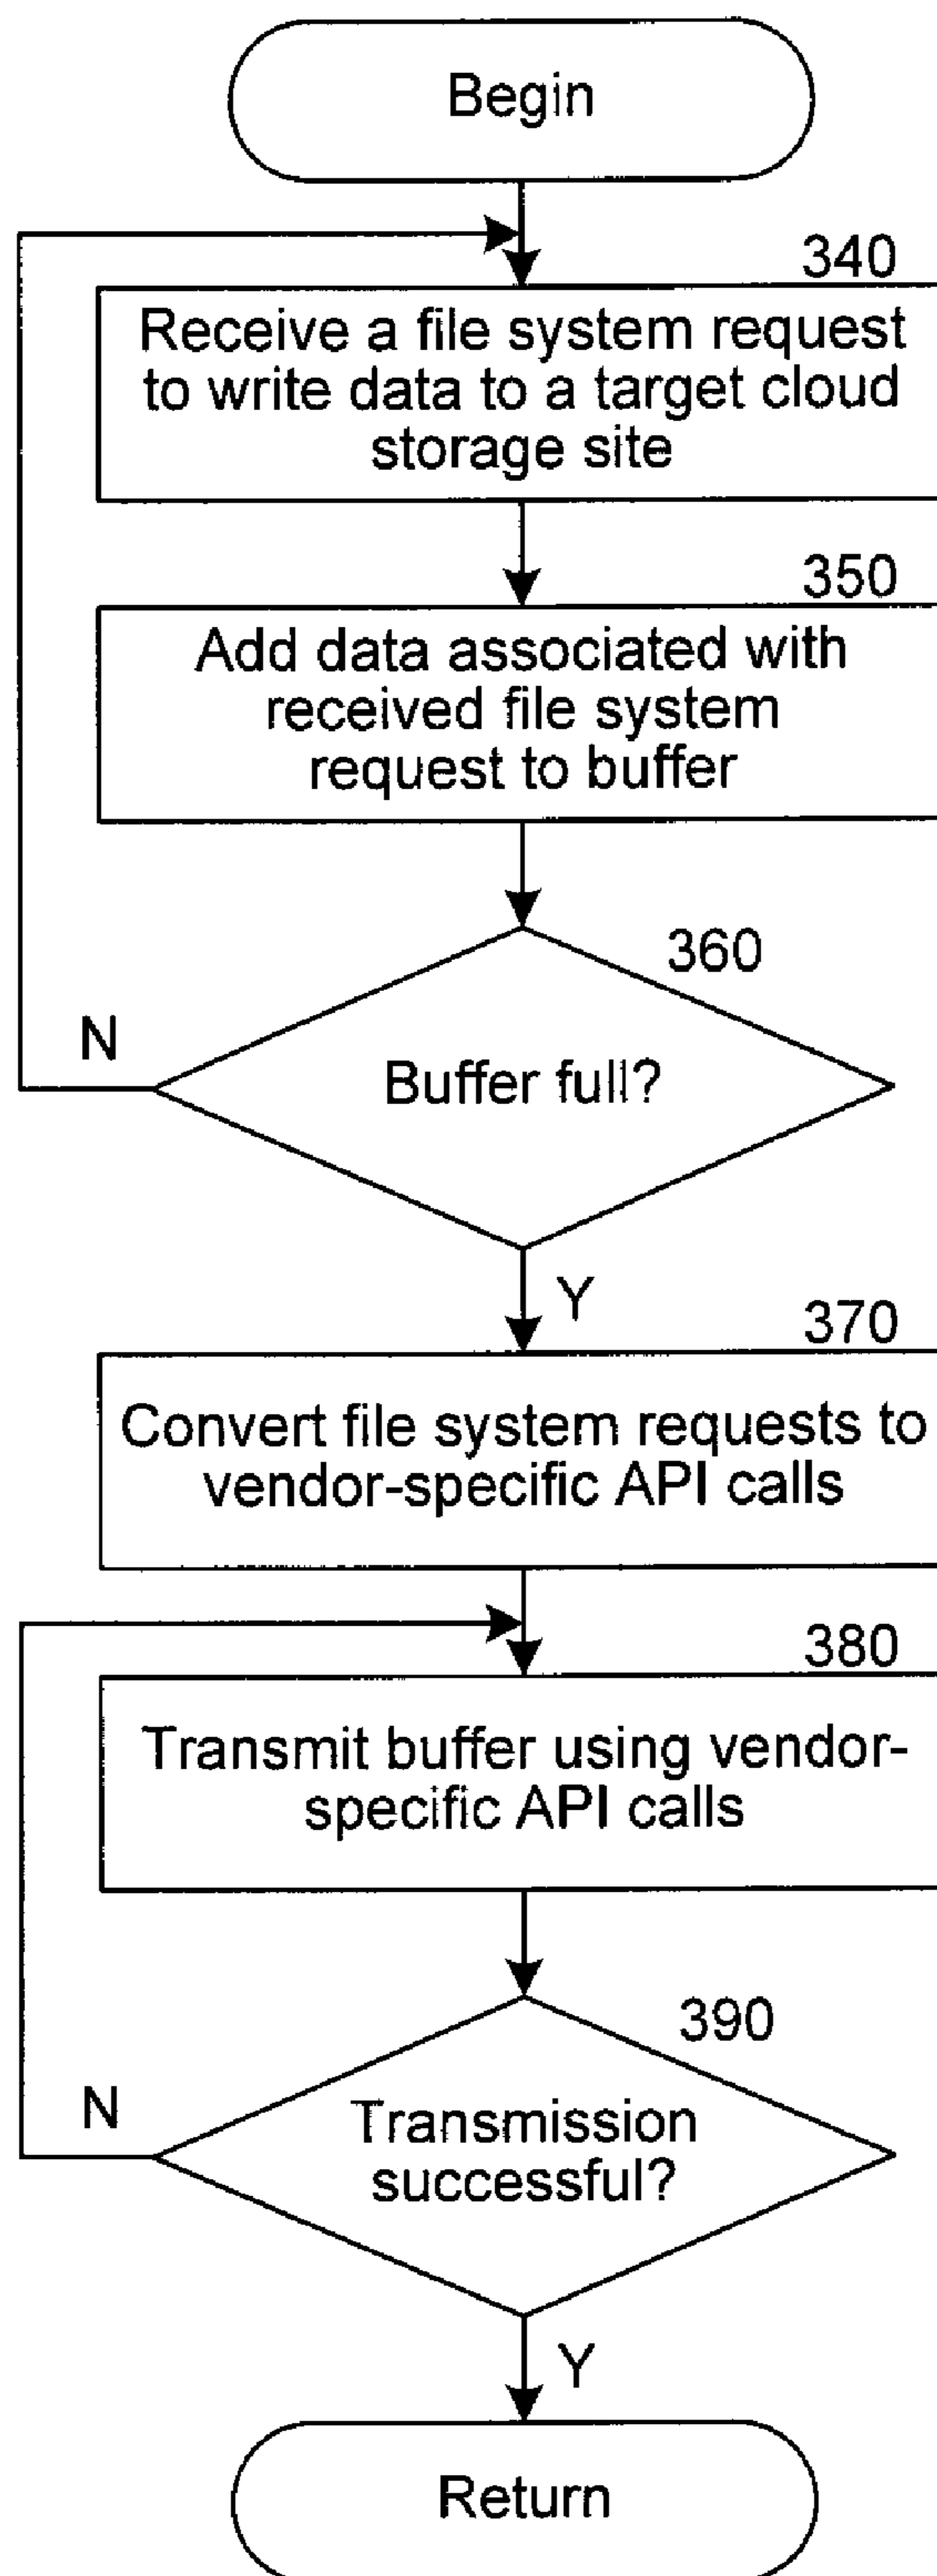 Begin
340
Receive a file system request
to write data to a target cloud
storage site
350
Add data associated with
received file system
request to buffer
360
N
Buffer full?
Y
370
Convert file system requests to
vendor-specific API calls
380
Transmit buffer using vendor-
specific API calls
390
N
Transmission
successful?
Y
Return